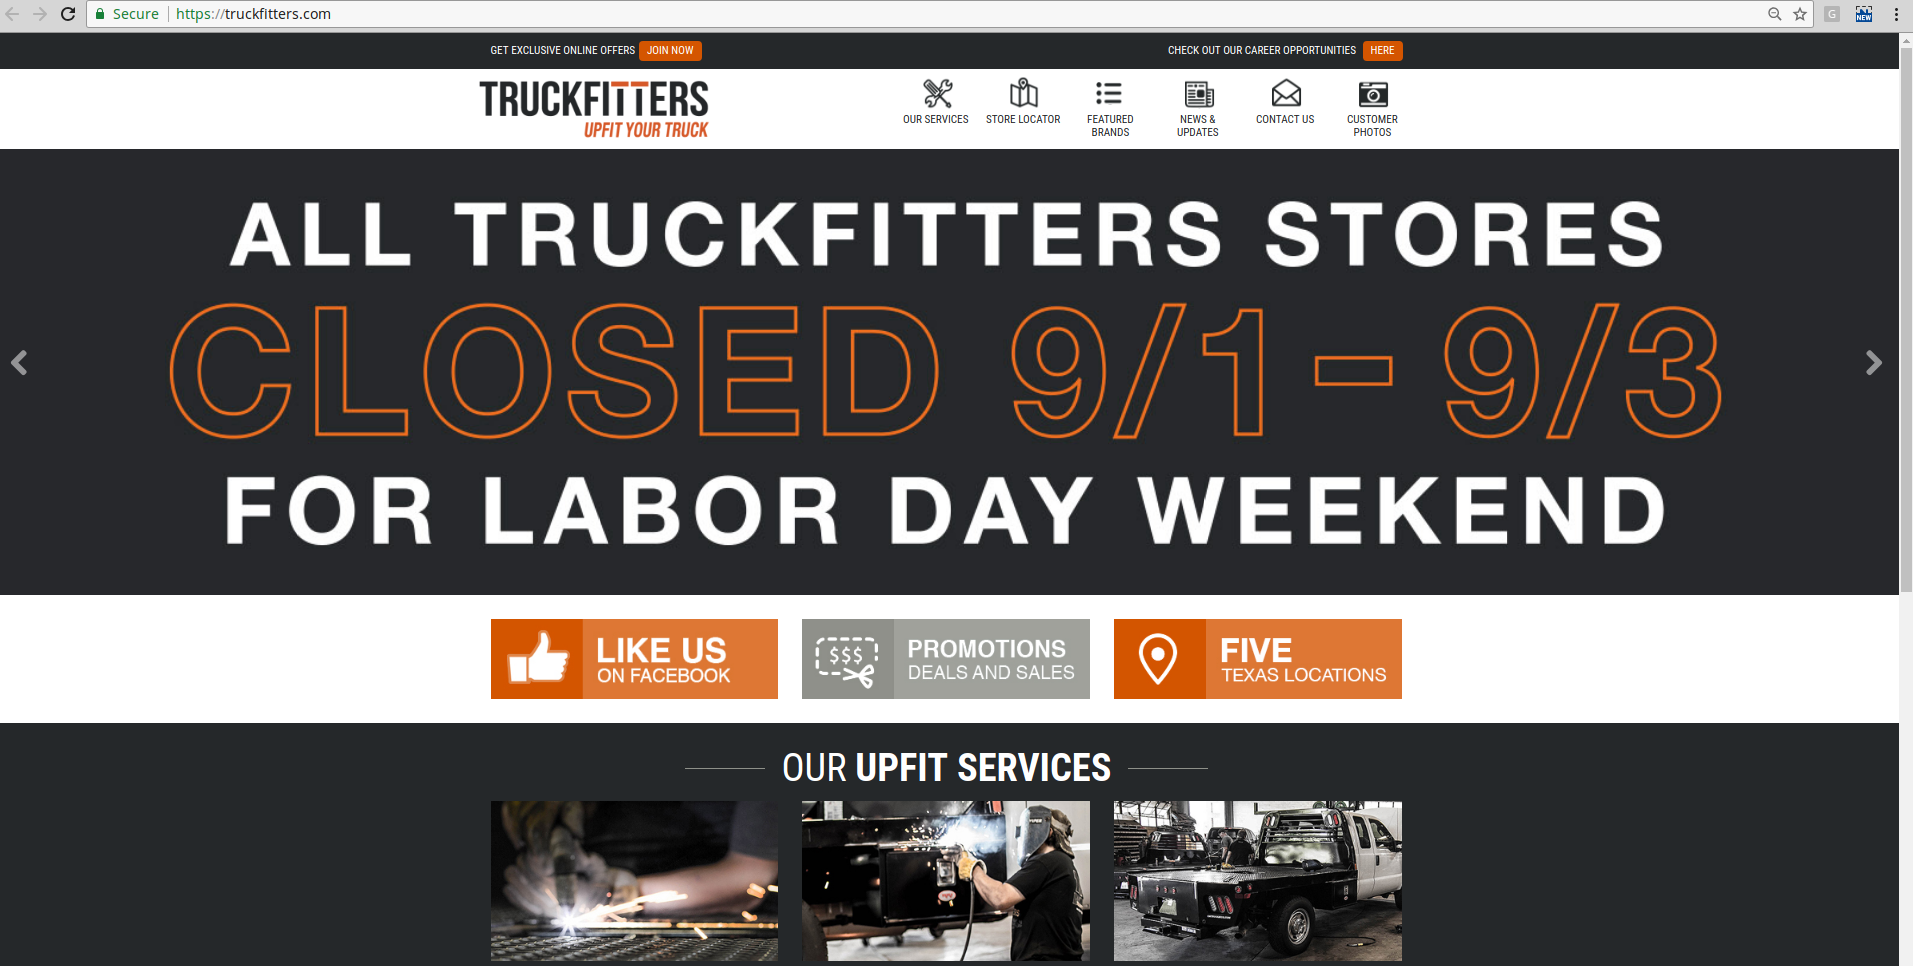 Secure https://truckfitters.com
G NEW
GET EXCLUSIVE ONLINE OFFERS JOIN NOW
CHECK OUT OUR CAREER OPPORTUNITIES HERE
TRUCKFITTERS
UPFIT YOUR TRUCK
OUR SERVICES
STORE LOCATOR
FEATURED
BRANDS
NEWS &
UPDATES
CONTACT US
CUSTOMER
PHOTOS
ALL TRUCKFITTERS STORES
CLOSED 9/1 - 9/3
FOR LABOR DAY WEEKEND
LIKE US
ON FACEBOOK
$$$
PROMOTIONS
DEALS AND SALES
FIVE
TEXAS LOCATIONS
OUR UPFIT SERVICES